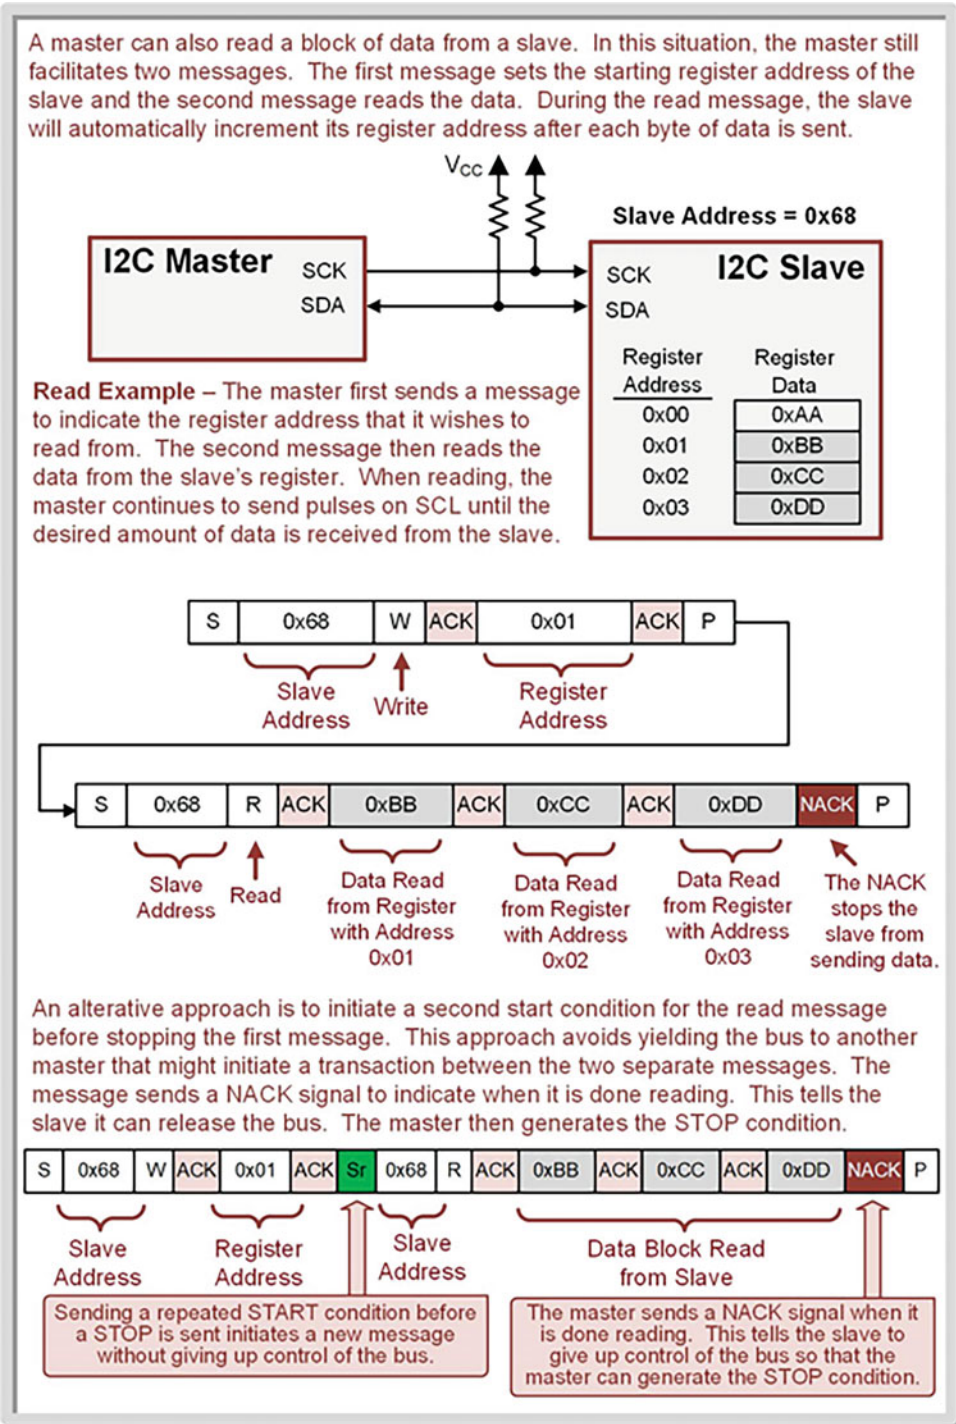 A master can also read a block of data from a slave.  In this situation, the master still
facilitates two messages.  The first message sets the starting register address of the
slave and the second message reads the data.  During the read message, the slave
will automatically increment its register address after each byte of data is sent.
VCC
Slave Address = 0x68
I2C Master
SCK
SDA
I2C Slave
SCK
SDA
Register Address
Register Data
0x00 0xAA
0x01 0xBB
0x02 0xCC
0x03 0xDD
Read Example – The master first sends a message
to indicate the register address that it wishes to
read from.  The second message then reads the
data from the slave's register.  When reading, the
master continues to send pulses on SCL until the
desired amount of data is received from the slave.
S 0x68 W ACK 0x01 ACK P
Slave
Address
Write
Register
Address
S 0x68 R ACK 0xBB ACK 0xCC ACK 0xDD NACK P
Slave
Address
Read
Data Read
from Register
with Address
0x01
Data Read
from Register
with Address
0x02
Data Read
from Register
with Address
0x03
The NACK
stops the
slave from
sending data.
An alterative approach is to initiate a second start condition for the read message
before stopping the first message.  This approach avoids yielding the bus to another
master that might initiate a transaction between the two separate messages.  The
message sends a NACK signal to indicate when it is done reading.  This tells the
slave it can release the bus.  The master then generates the STOP condition.
S 0x68 W ACK 0x01 ACK Sr 0x68 R ACK 0xBB ACK 0xCC ACK 0xDD NACK P
Slave
Address
Register
Address
Slave
Address
Data Block Read
from Slave
Sending a repeated START condition before
a STOP is sent initiates a new message
without giving up control of the bus.
The master sends a NACK signal when it
is done reading.  This tells the slave to
give up control of the bus so that the
master can generate the STOP condition.